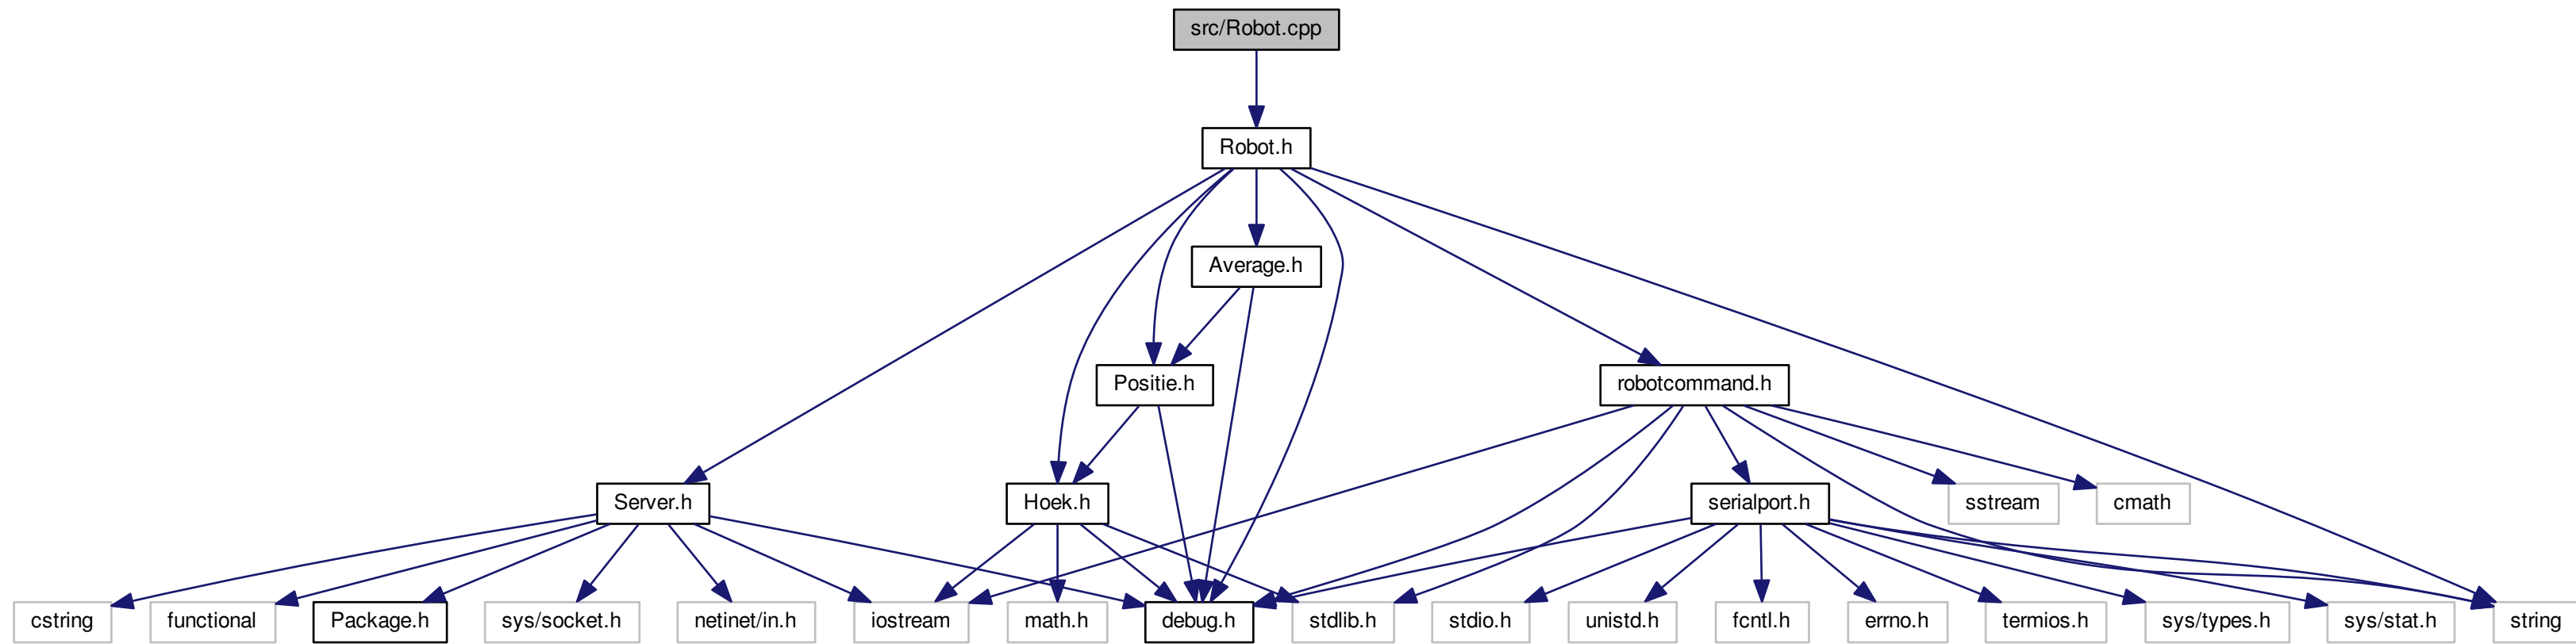 src/Robot.cpp
Robot.h
Average.h
Positie.h
robotcommand.h
Server.h
Hoek.h
serialport.h
sstream
cmath
cstring
functional
Package.h
sys/socket.h
netinet/in.h
iostream
math.h
debug.h
stdlib.h
stdio.h
unistd.h
fcntl.h
errno.h
termios.h
sys/types.h
sys/stat.h
string